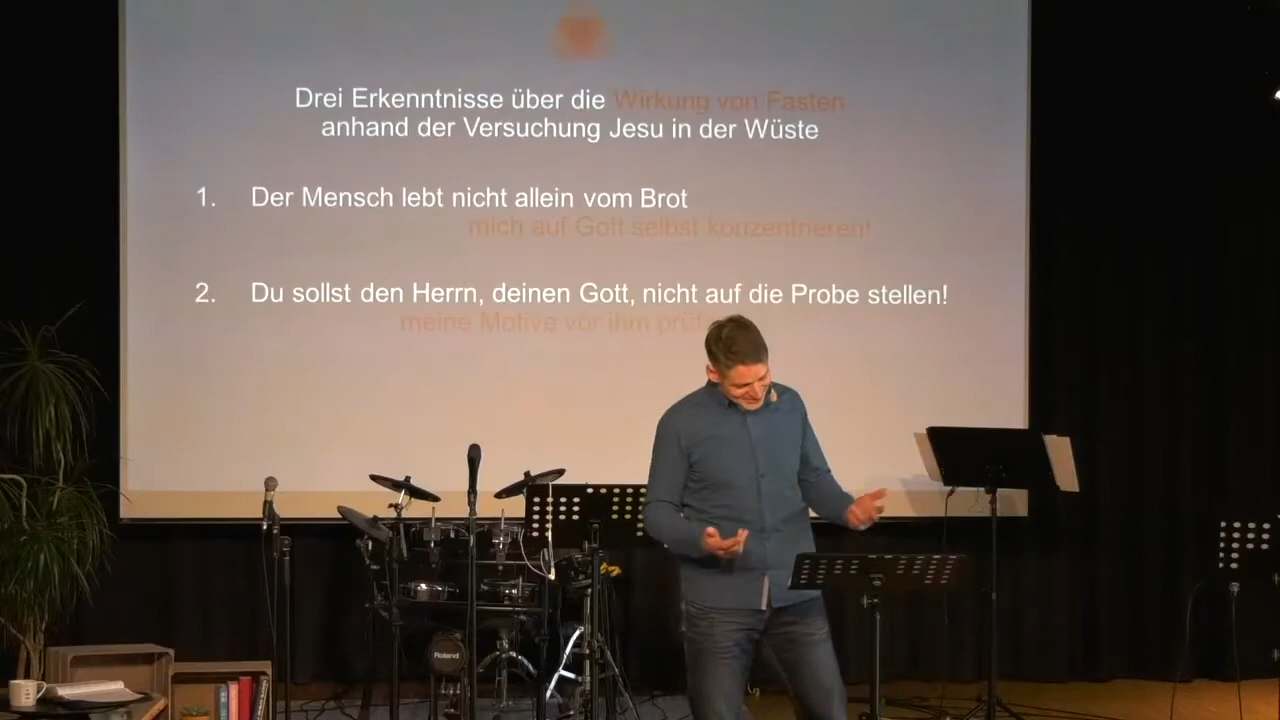 Drei Erkenntnisse über die Wirkung von Fasten
anhand der Versuchung Jesu in der Wüste
1. Der Mensch lebt nicht allein vom Brot
mich auf Gott selbst konzentrieren!
2. Du sollst den Herrn, deinen Gott, nicht auf die Probe stellen!
meine Motive vor ihm
Roland